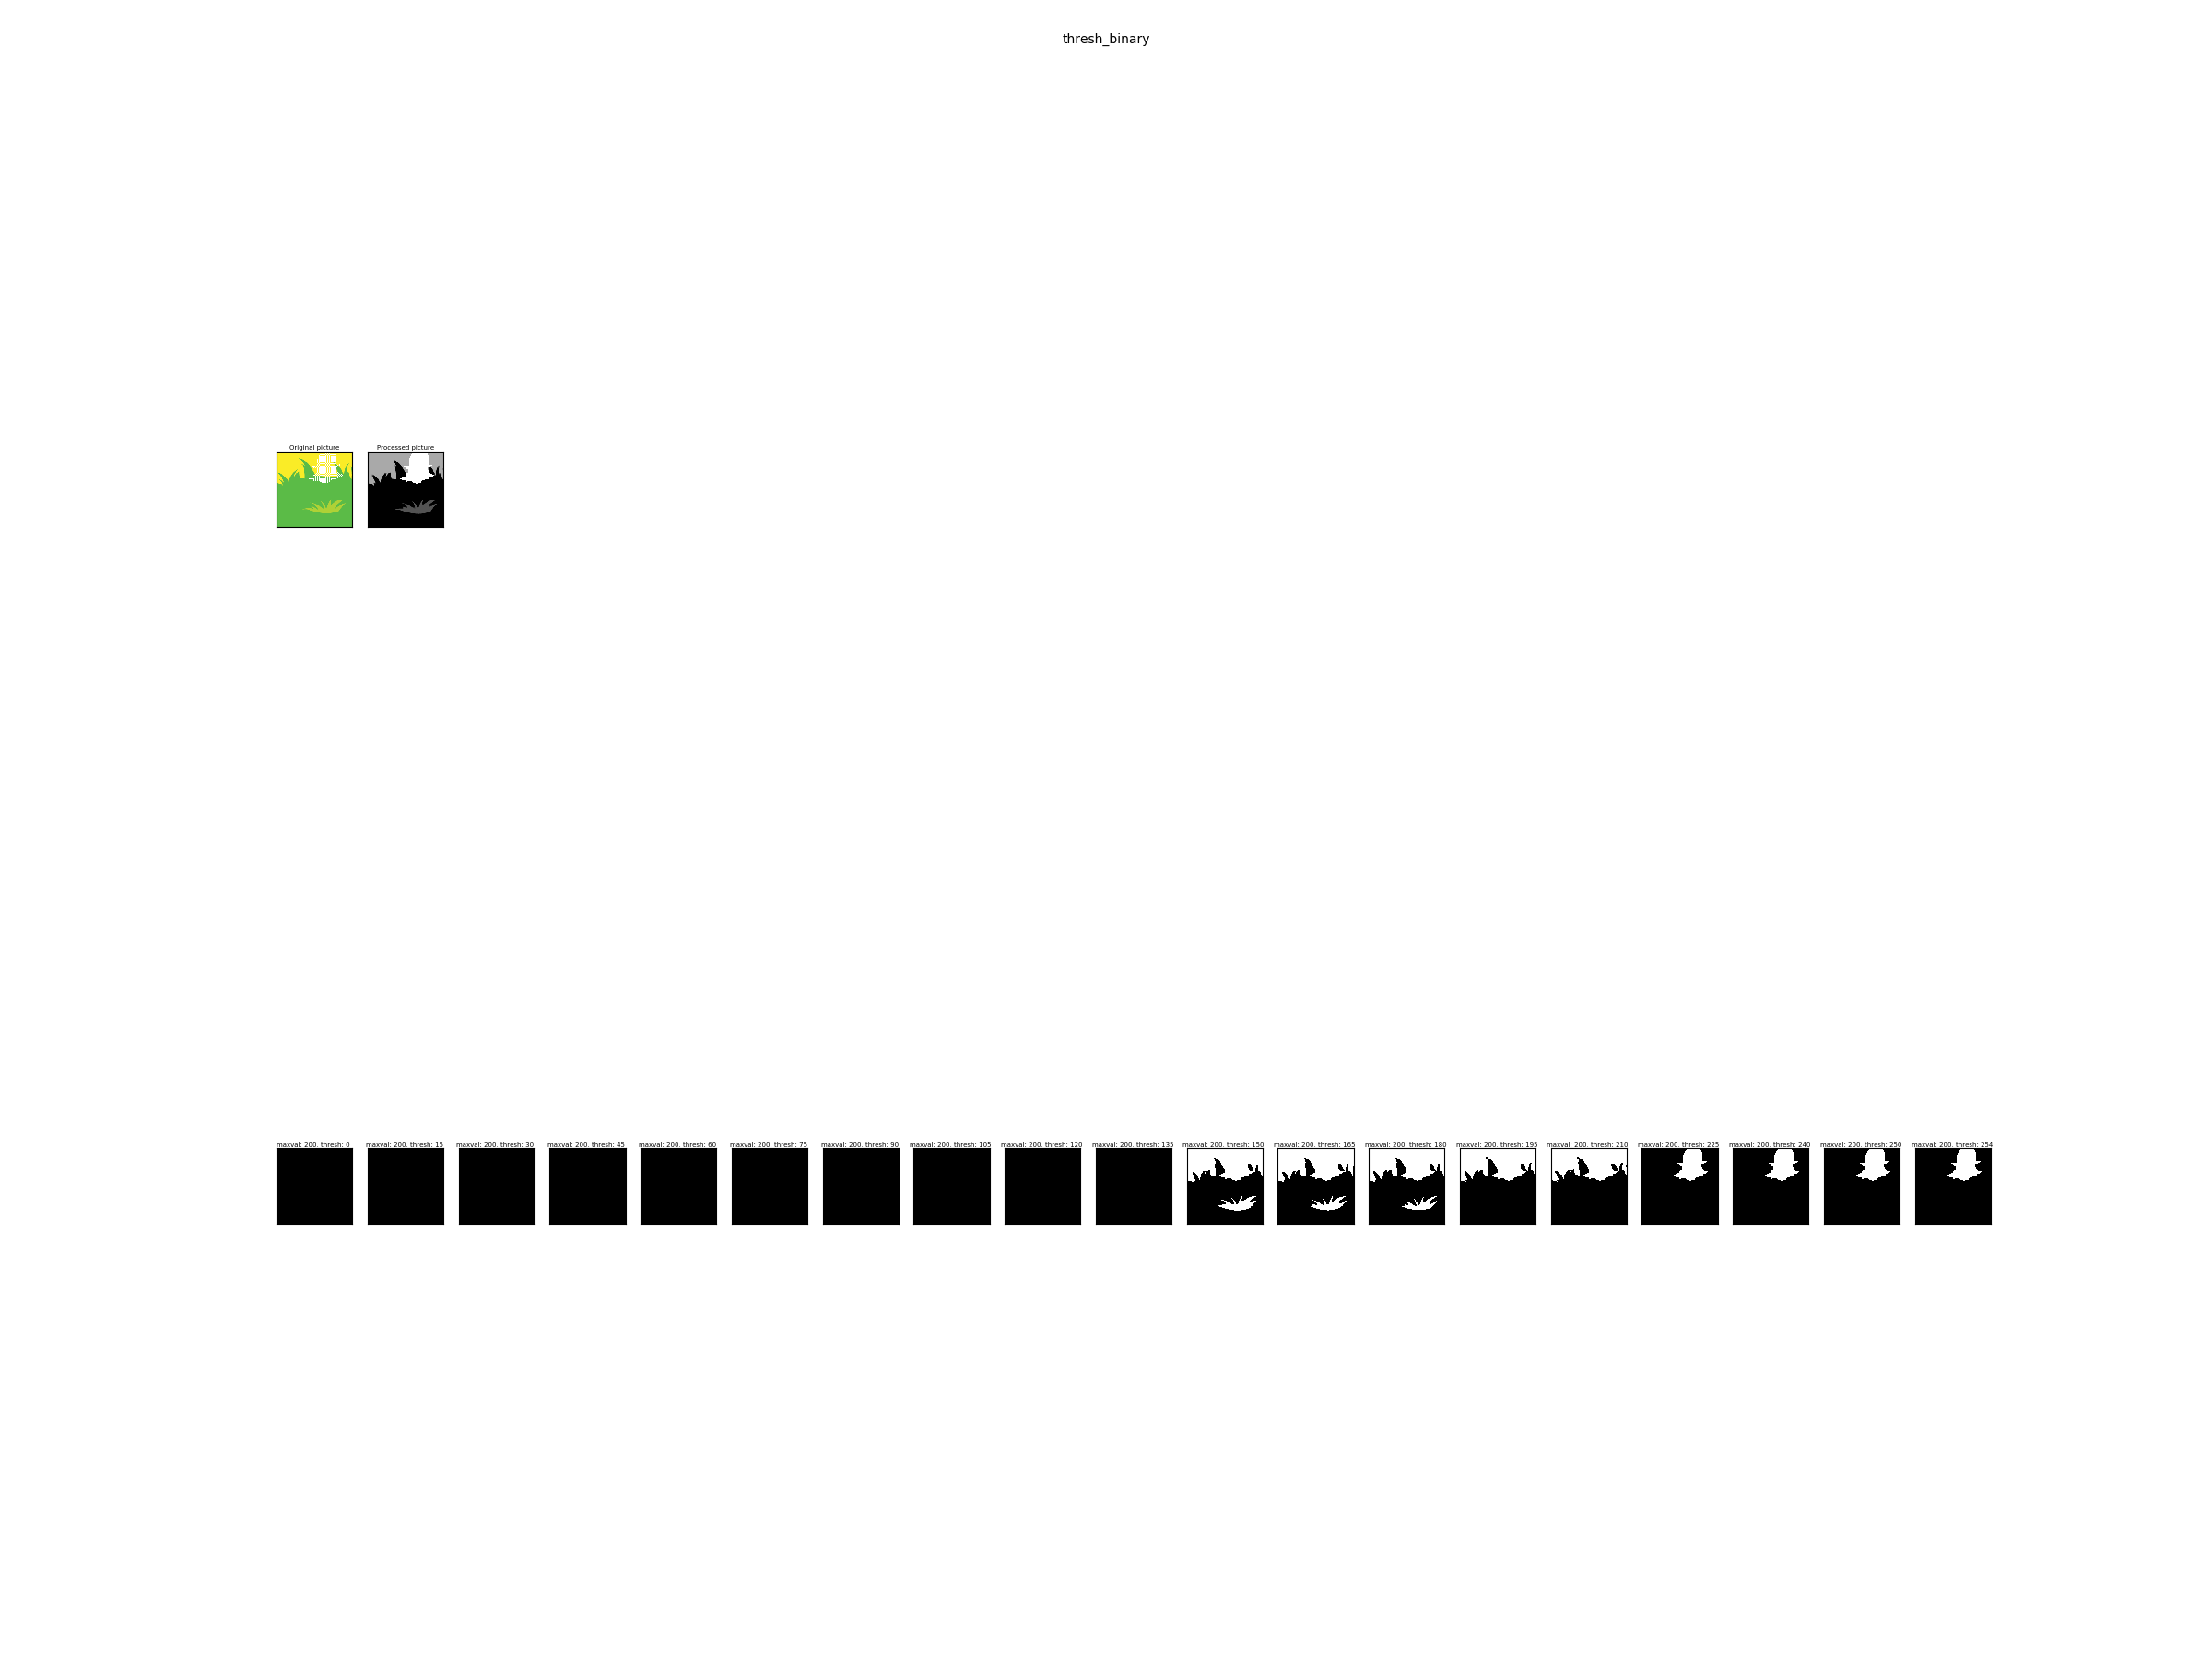 thresh_binary
Original picture
Processed picture
maxval: 200, thresh: 0
maxval: 200, thresh: 15
maxval: 200, thresh: 30
maxval: 200, thresh: 45
maxval: 200, thresh: 60
maxval: 200, thresh: 75
maxval: 200, thresh: 90
maxval: 200, thresh: 105
maxval: 200, thresh: 120
maxval: 200, thresh: 135
maxval: 200, thresh: 150
maxval: 200, thresh: 165
maxval: 200, thresh: 180
maxval: 200, thresh: 195
maxval: 200, thresh: 210
maxval: 200, thresh: 225
maxval: 200, thresh: 240
maxval: 200, thresh: 250
maxval: 200, thresh: 254